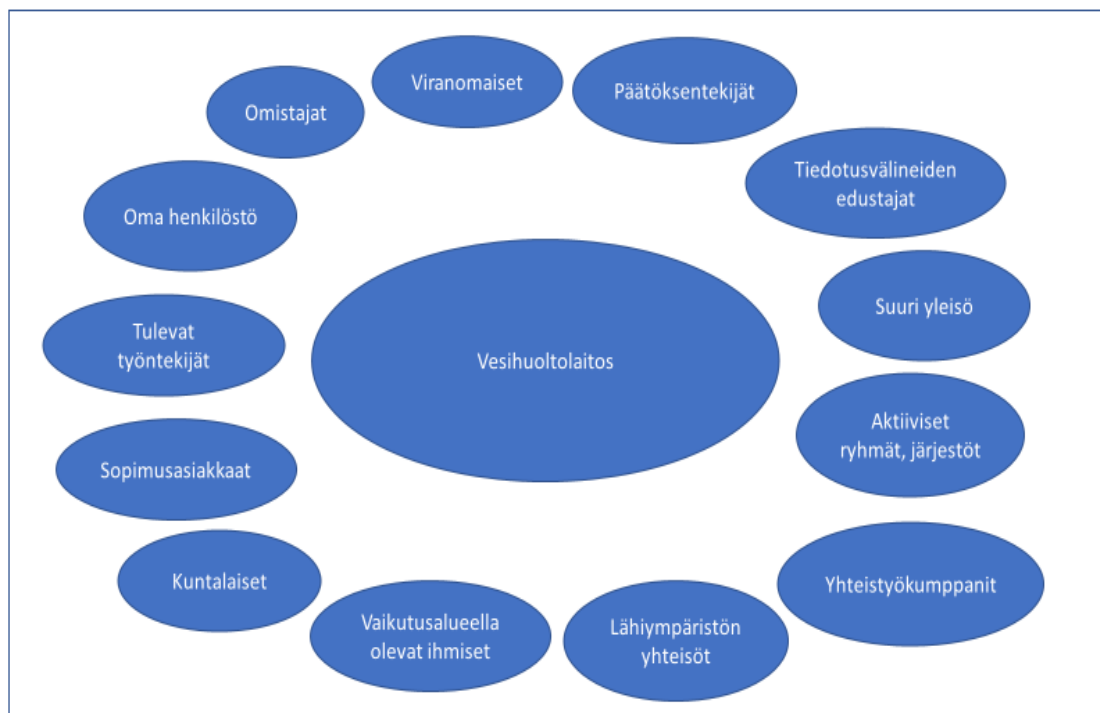 Viranomaiset
Päätöksentekijät
Omistajat
Tiedotusvälineiden
edustajat
Oma henkilöstö
Suuri yleisö
Tulevat
työntekijät
Vesihuoltolaitos
Aktiiviset
ryhmät, järjestöt
Sopimusasiakkaat
Kuntalaiset
Yhteistyökumppanit
Vaikutusalueella
olevat ihmiset
Lähiympäristön
yhteisöt